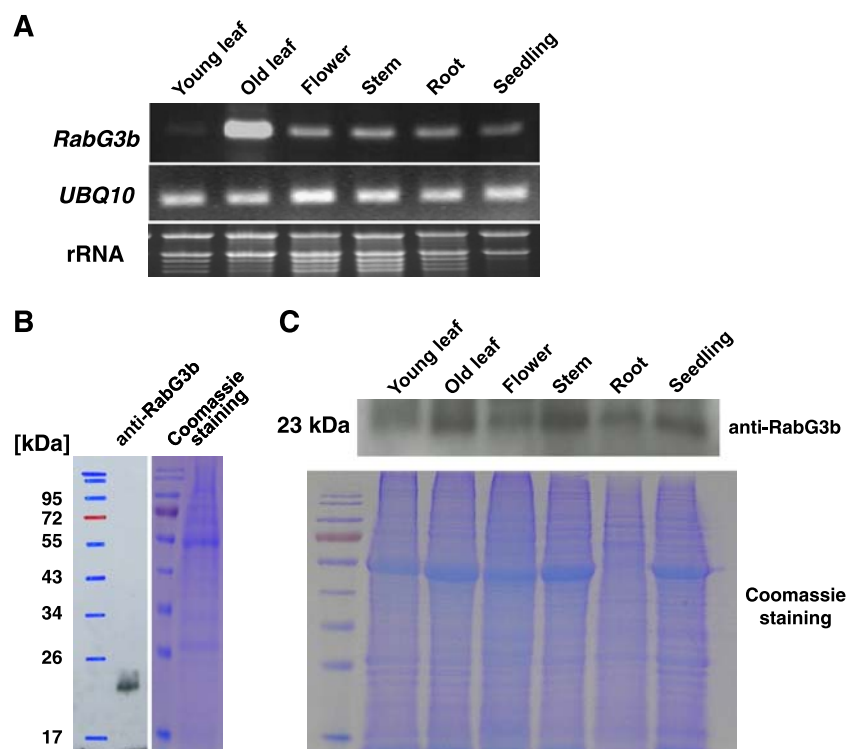 A
Young leaf
Old leaf
Flower
Stem
Root
Seedling
RabG3b
UBQ10
rRNA
B
anti-RabG3b
Coomassie
staining
[kDa]
95
72
55
43
34
26
17
C
Young leaf
Old leaf
Flower
Stem
Root
Seedling
23 kDa
anti-RabG3b
Coomassie
staining